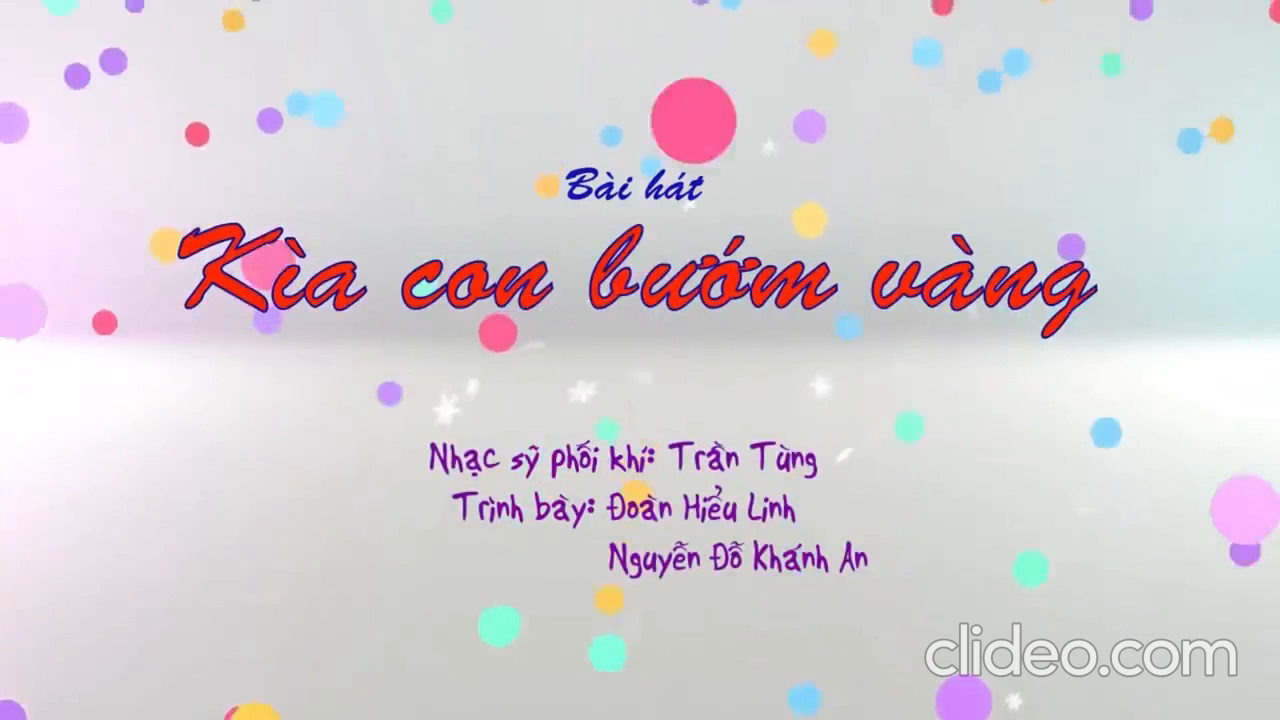 Bài hát
Kìa con bướm vàng
Nhạc sỹ phối khí: Trần Tùng
Trình bày: Đoàn Hiểu Linh
Nguyễn Đỗ Khánh An
clideo.com